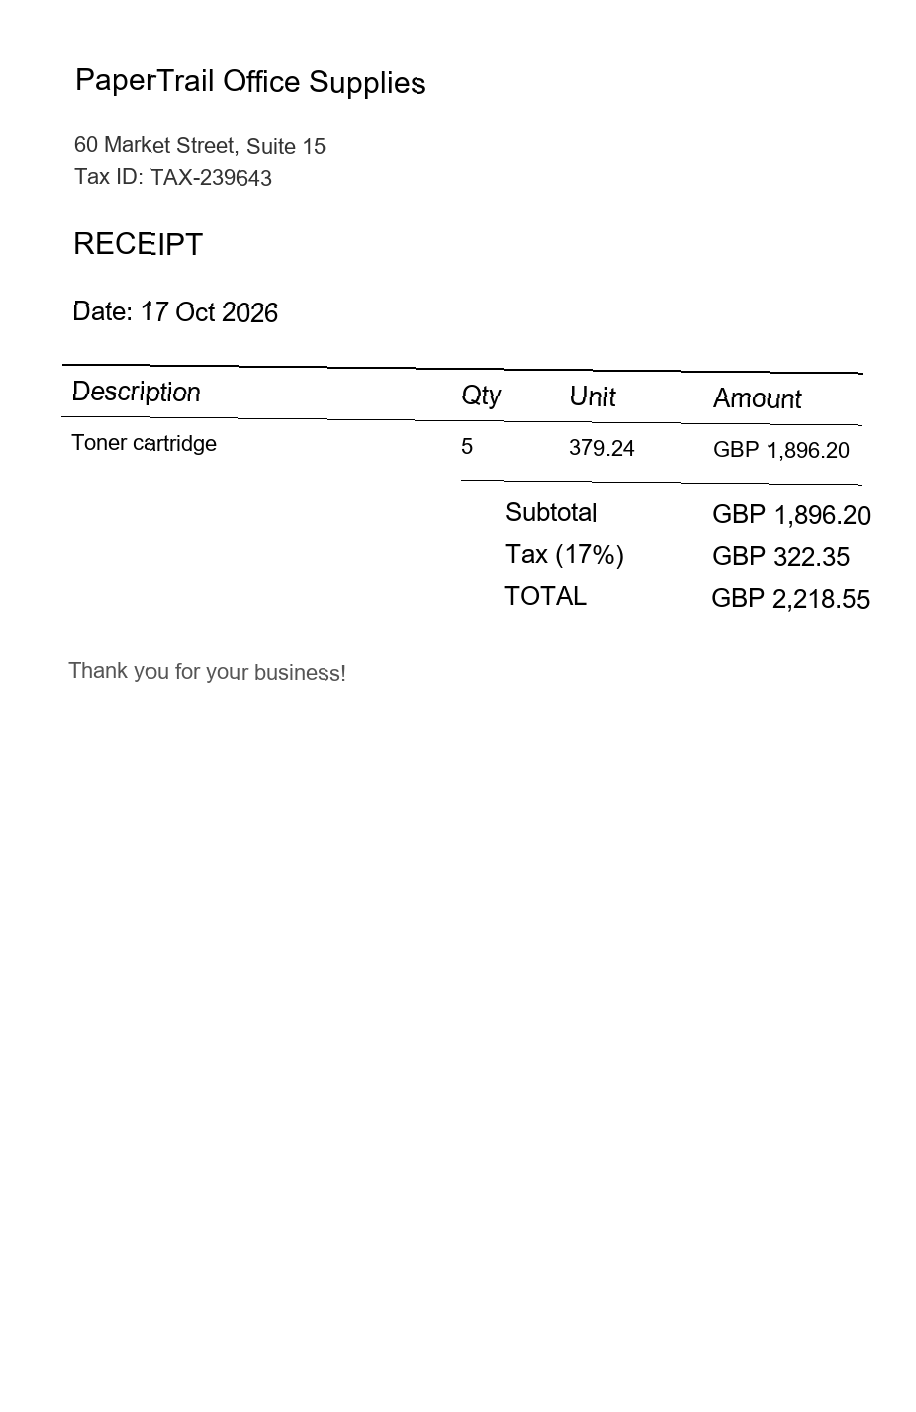 PaperTrail Office Supplies
60 Market Street, Suite 15
Tax ID: TAX-239643
RECEIPT
Date: 17 Oct 2026
Description Qty Unit Amount
Toner cartridge 5 379.24 GBP 1,896.20
Subtotal GBP 1,896.20
Tax (17%) GBP 322.35
TOTAL GBP 2,218.55
Thank you for your business!